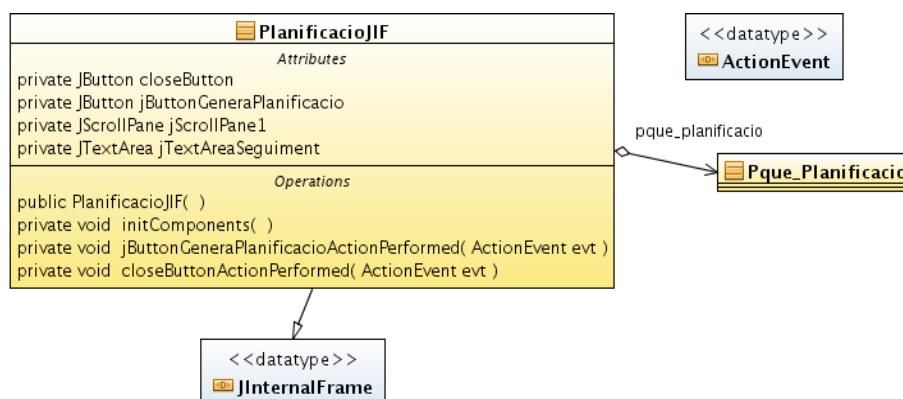 PlanificacioJIF
Attributes
private JButton closeButton
private JButton jButtonGeneraPlanificacio
private JScrollPane jScrollPane1
private JTextArea jTextAreaSeguiment
Operations
public PlanificacioJIF( )
private void initComponents( )
private void jButtonGeneraPlanificacioActionPerformed( ActionEvent evt )
private void closeButtonActionPerformed( ActionEvent evt )
<<datatype>>
ActionEvent
pque_planificacio
Pque_Planificacio
<<datatype>>
JInternalFrame